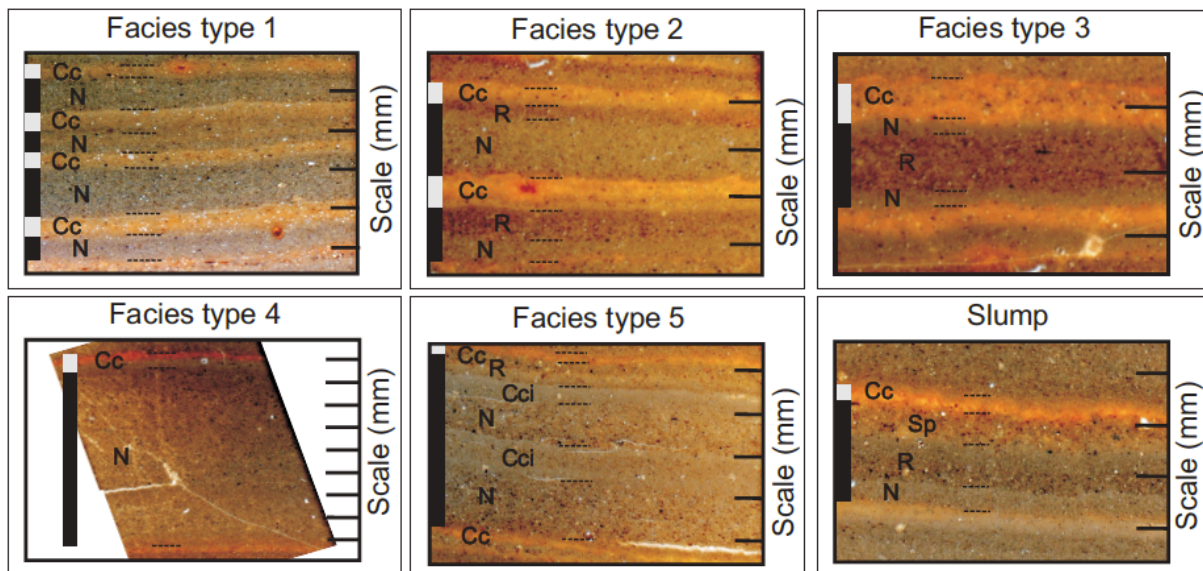 Facies type 1
Cc
N
Cc
N
Cc
N
Cc
N
Scale (mm)
Facies type 2
Cc
R
N
Cc
R
N
Scale (mm)
Facies type 3
Cc
N
R
N
Scale (mm)
Facies type 4
Cc
N
Scale (mm)
Facies type 5
Cc
R
Cci
N
Cci
N
Cc
Scale (mm)
Slump
Cc
Sp
R
N
Scale (mm)